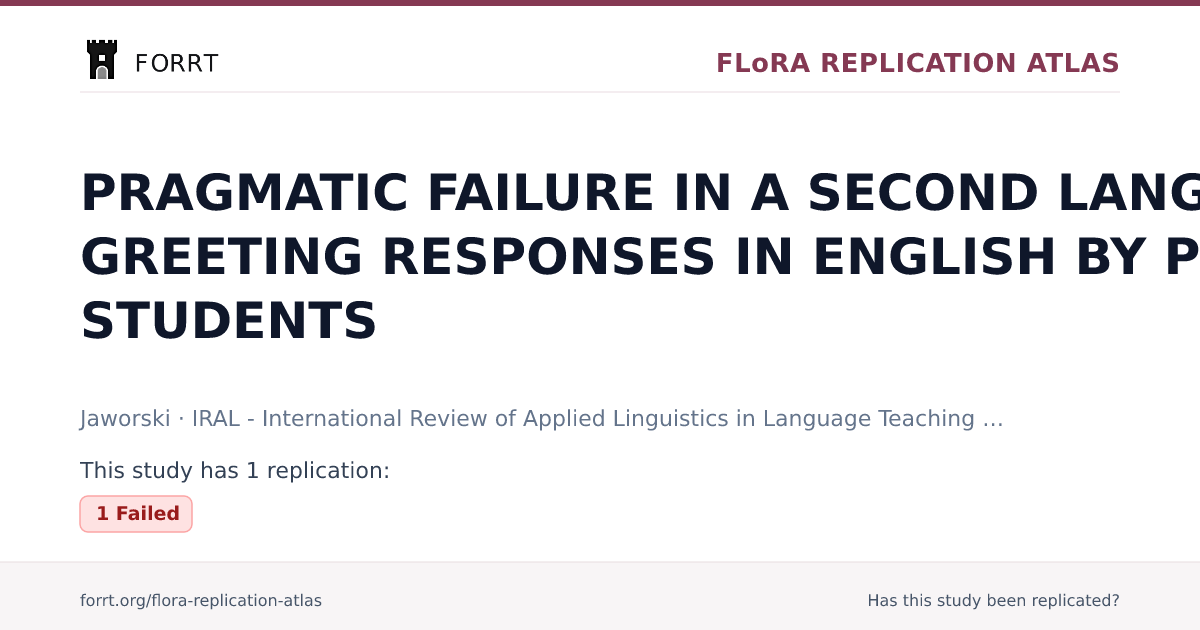 FORRT
FLoRA REPLICATION ATLAS
PRAGMATIC FAILURE IN A SECOND LANG
GREETING RESPONSES IN ENGLISH BY P
STUDENTS
Jaworski · IRAL - International Review of Applied Linguistics in Language Teaching ...
This study has 1 replication:
1 Failed
forrt.org/flora-replication-atlas
Has this study been replicated?